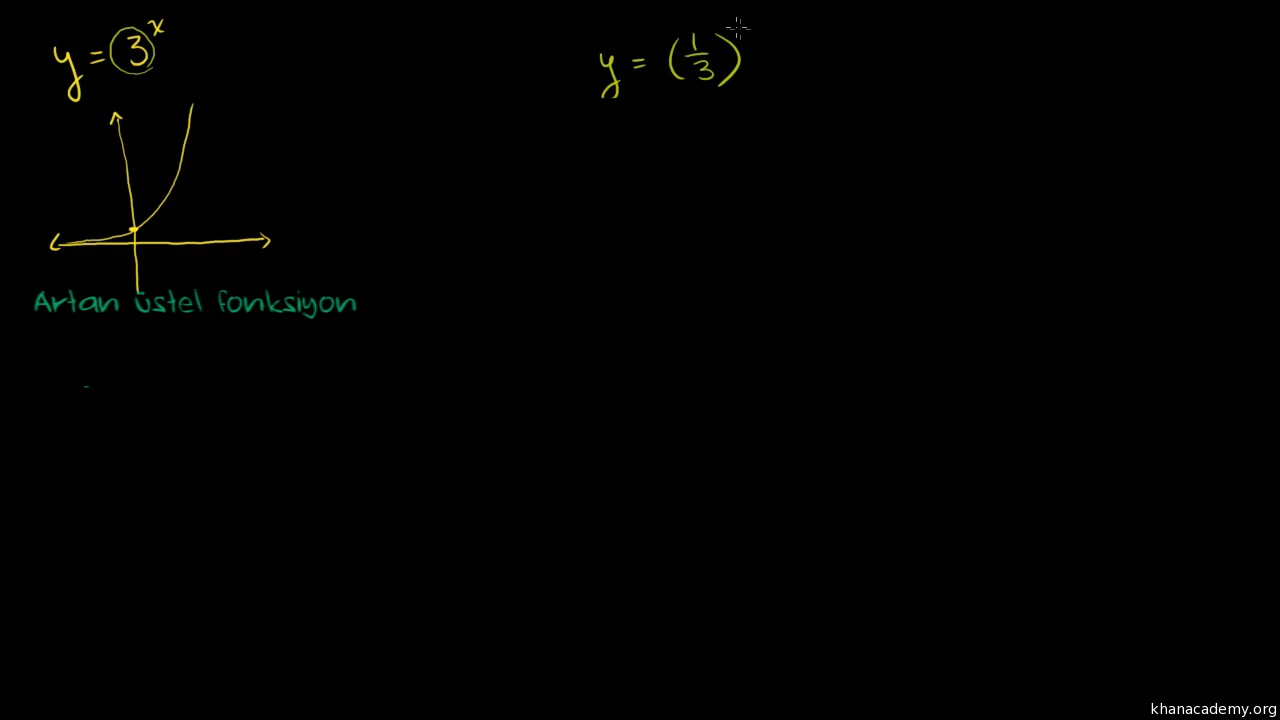 y = 3^x
y = (1/3)
Artan üstel fonksiyon
khanacademy.org